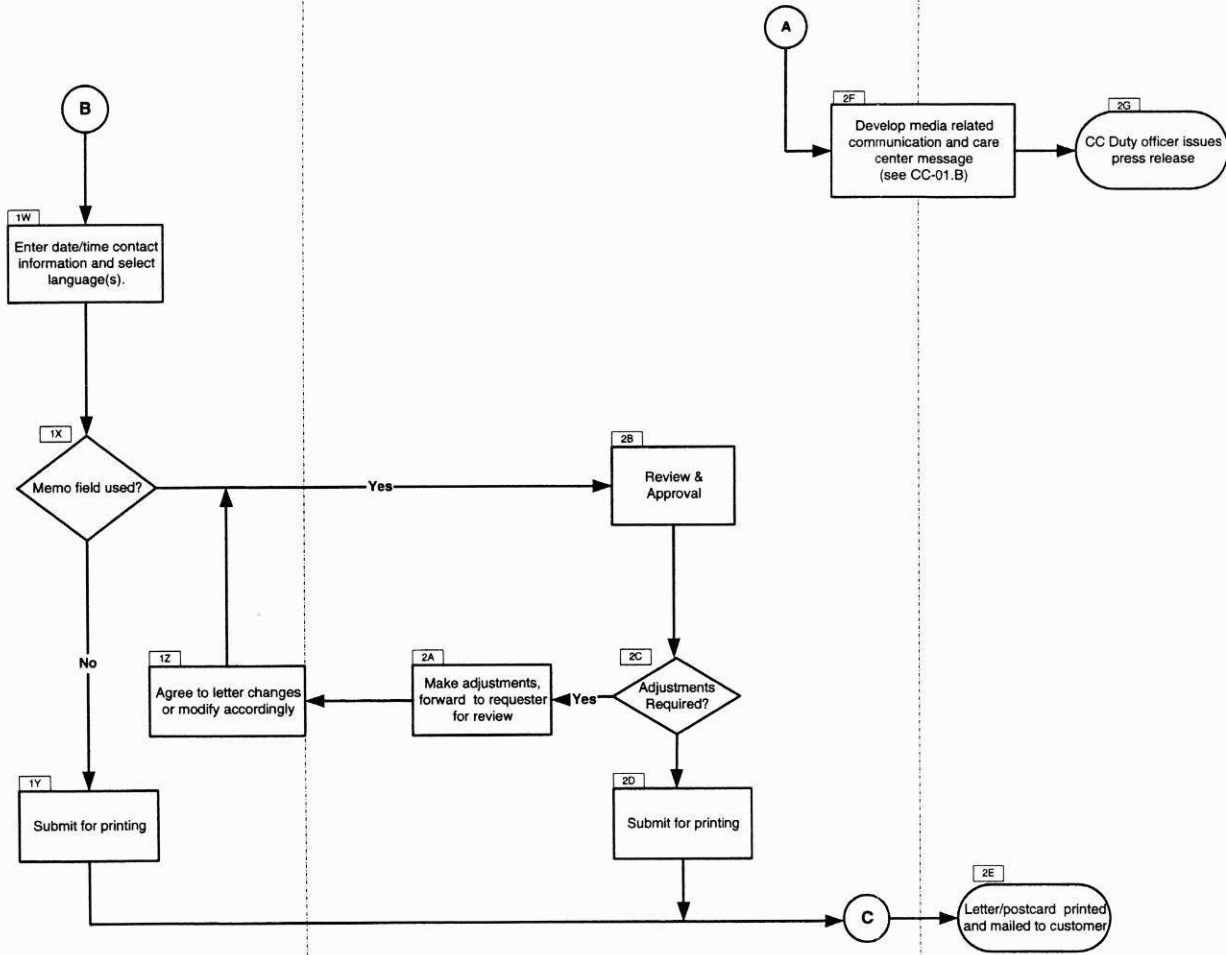 A
2F
Develop media related
communication and care
center message
(see CC-01.B)
2G
CC Duty officer issues
press release
B
1W
Enter date/time contact
information and select
language(s).
1X
Memo field used?
Yes
2B
Review &
Approval
No
1Z
Agree to letter changes
or modify accordingly
2A
Make adjustments,
forward to requester
for review
Yes
2C
Adjustments
Required?
1Y
Submit for printing
2D
Submit for printing
C
2E
Letter/postcard printed
and mailed to customer